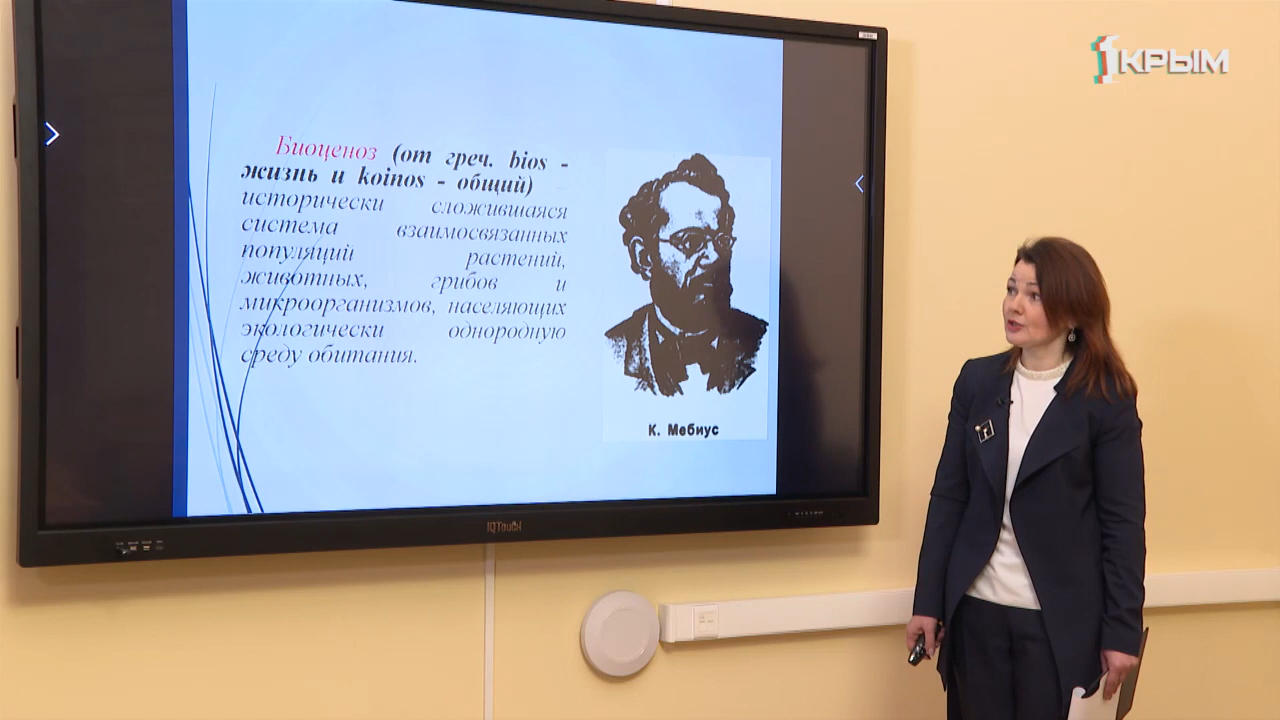 1КРЫМ
Биоценоз (от греч. bios -
жизнь и koinos - общий)
исторически сложившаяся
система взаимосвязанных
популяций растений,
животных, грибов и
микроорганизмов, населяющих
экологически однородную
среду обитания.
К. Мебиус
IQTouch